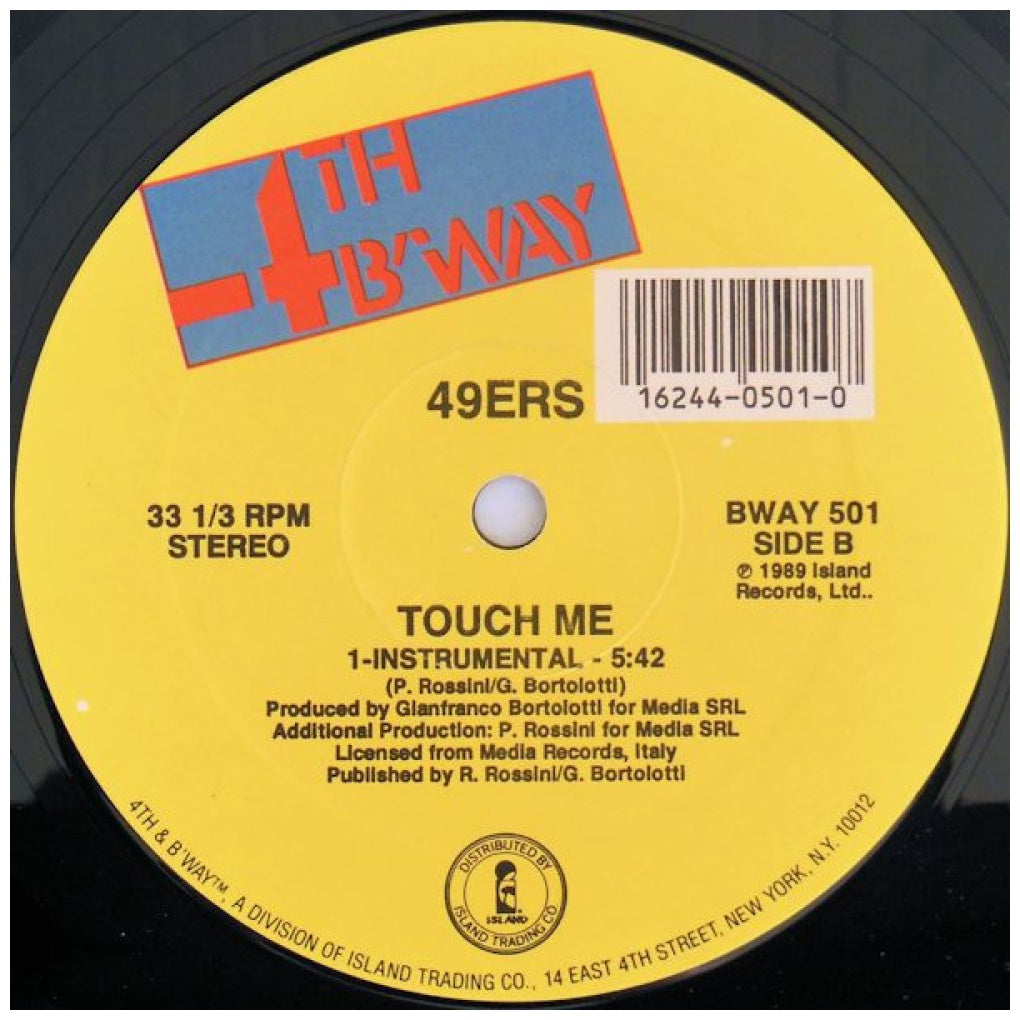 4TH
B'WAY
16244-0501-0
49ERS
33 1/3 RPM
STEREO
BWAY 501
SIDE B
℗ 1989 Island
Records, Ltd..
TOUCH ME
1-INSTRUMENTAL - 5:42
(P. Rossini/G. Bortolotti)
Produced by Gianfranco Bortolotti for Media SRL
Additional Production: P. Rossini for Media SRL
Licensed from Media Records, Italy
Published by R. Rossini/G. Bortolotti
DISTRIBUTED BY
ISLAND
ISLAND TRADING CO
4TH & B'WAY™, A DIVISION OF ISLAND TRADING CO., 14 EAST 4TH STREET, NEW YORK, N.Y. 10012